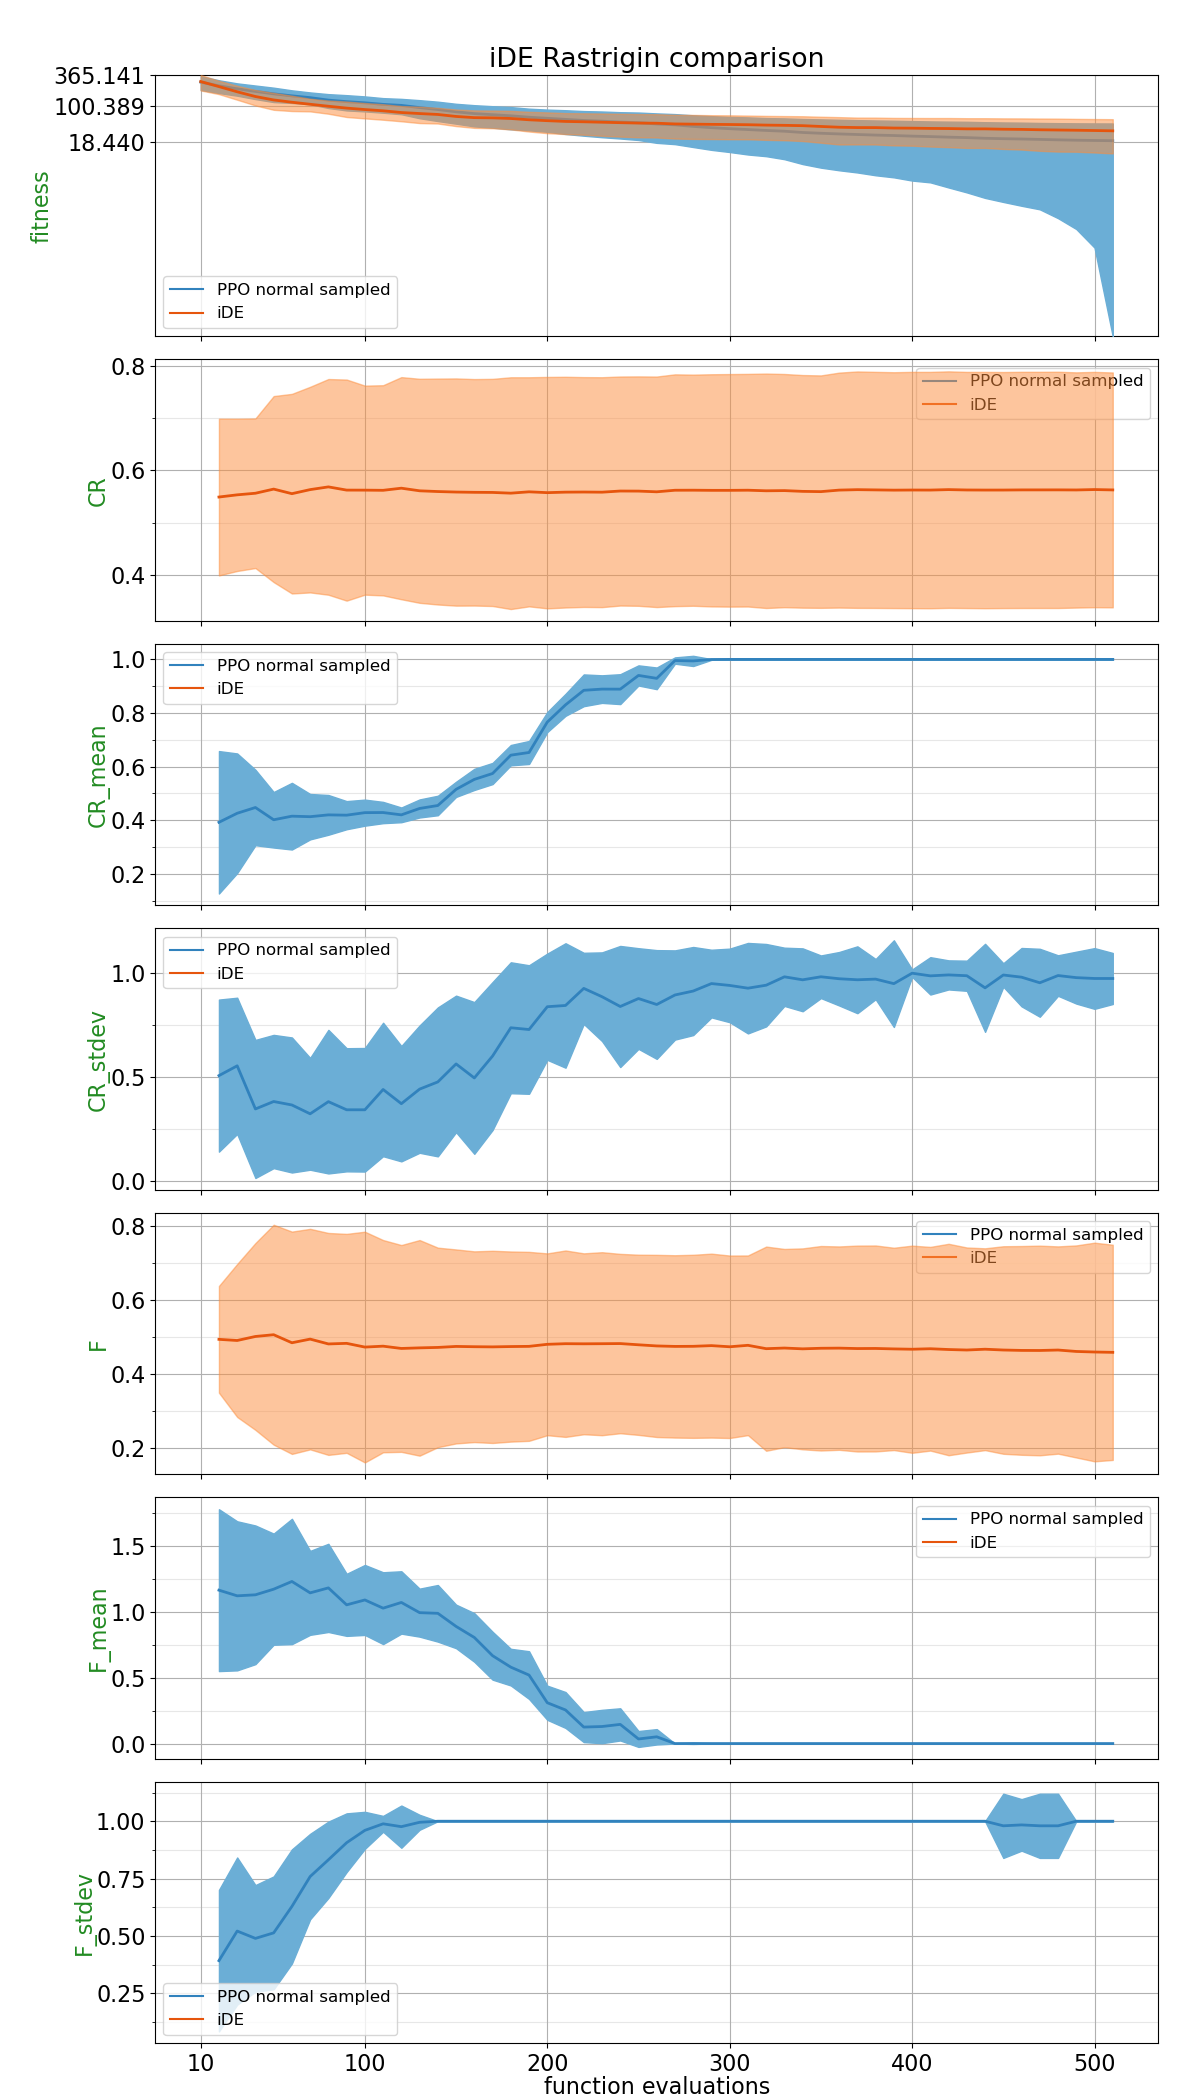 iDE Rastrigin comparison
365.141
100.389
18.440
fitness
PPO normal sampled
iDE
0.8
0.6
0.4
CR
PPO normal sampled
iDE
1.0
0.8
0.6
0.4
0.2
CR_mean
PPO normal sampled
iDE
1.0
0.5
0.0
CR_stdev
PPO normal sampled
iDE
0.8
0.6
0.4
0.2
F
PPO normal sampled
iDE
1.5
1.0
0.5
0.0
F_mean
PPO normal sampled
iDE
1.00
0.75
0.50
0.25
F_stdev
PPO normal sampled
iDE
10 100 200 300 400 500
function evaluations